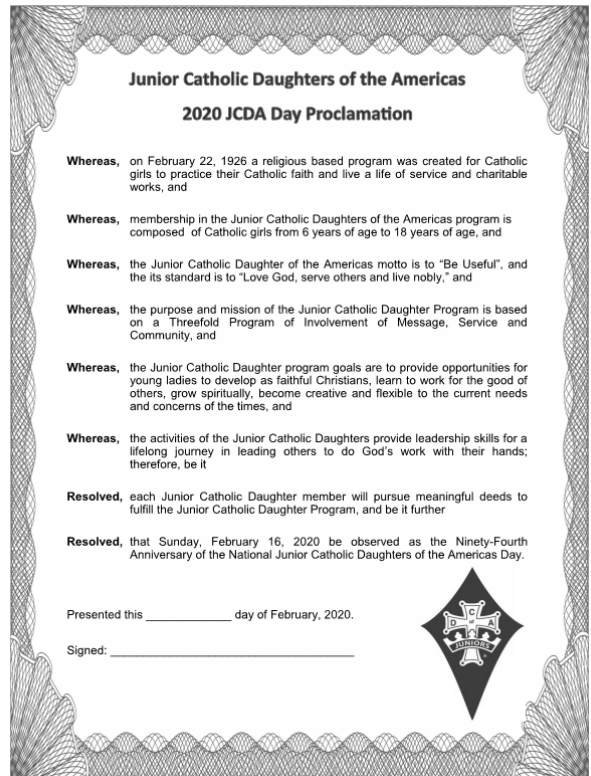 Junior Catholic Daughters of the Americas
2020 JCDA Day Proclamation
Whereas, on February 22, 1926 a religious based program was created for Catholic
girls to practice their Catholic faith and live a life of service and charitable
works, and
Whereas, membership in the Junior Catholic Daughters of the Americas program is
composed of Catholic girls from 6 years of age to 18 years of age, and
Whereas, the Junior Catholic Daughter of the Americas motto is to “Be Useful”, and
the its standard is to “Love God, serve others and live nobly,” and
Whereas, the purpose and mission of the Junior Catholic Daughter Program is based
on a Threefold Program of Involvement of Message, Service and
Community, and
Whereas, the Junior Catholic Daughter program goals are to provide opportunities for
young ladies to develop as faithful Christians, learn to work for the good of
others, grow spiritually, become creative and flexible to the current needs
and concerns of the times, and
Whereas, the activities of the Junior Catholic Daughters provide leadership skills for a
lifelong journey in leading others to do God’s work with their hands;
therefore, be it
Resolved, each Junior Catholic Daughter member will pursue meaningful deeds to
fulfill the Junior Catholic Daughter Program, and be it further
Resolved, that Sunday, February 16, 2020 be observed as the Ninety-Fourth
Anniversary of the National Junior Catholic Daughters of the Americas Day.
Presented this _____________ day of February, 2020.
Signed: _____________________________________
C
D of A
JUNIORS